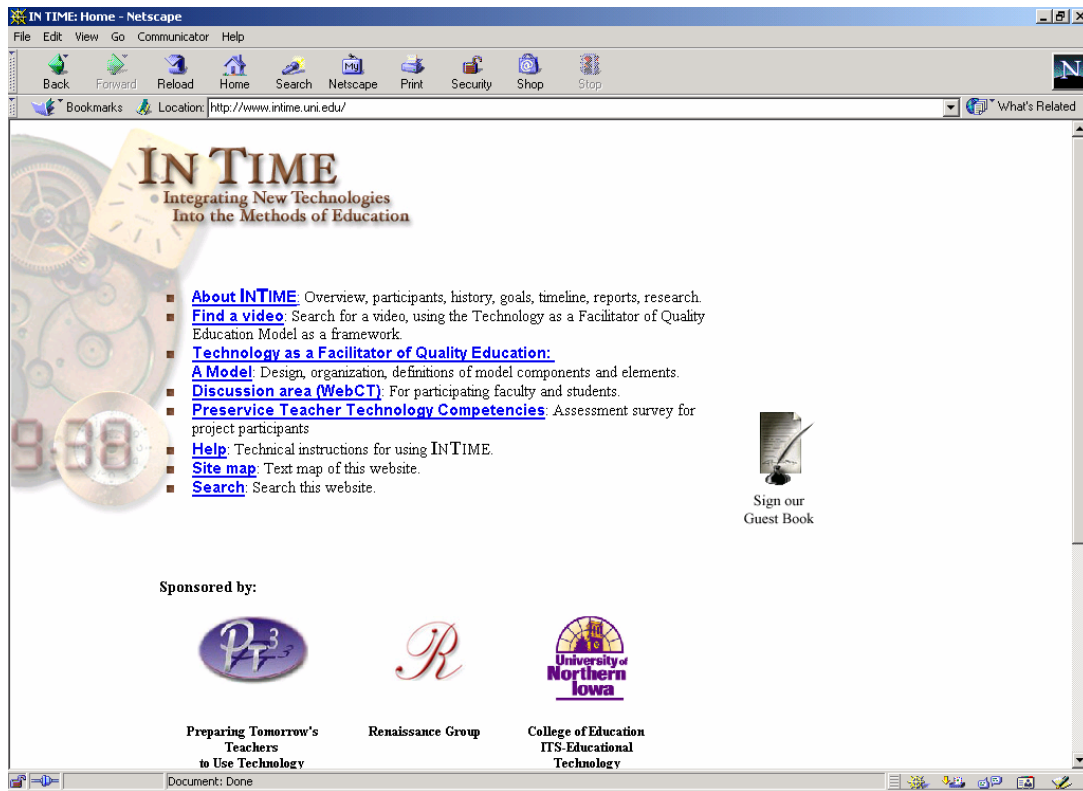 IN TIME: Home - Netscape
File Edit View Go Communicator Help
My
N
Back Forward Reload Home Search Netscape Print Security Shop Stop
Bookmarks Location: http://www.intime.uni.edu/ What's Related
IN TIME
Integrating New Technologies
Into the Methods of Education
About INTIME: Overview, participants, history, goals, timeline, reports, research.
Find a video: Search for a video, using the Technology as a Facilitator of Quality
Education Model as a framework.
Technology as a Facilitator of Quality Education:
A Model: Design, organization, definitions of model components and elements.
Discussion area (WebCT): For participating faculty and students.
Preservice Teacher Technology Competencies: Assessment survey for
project participants
Help: Technical instructions for using INTIME.
Site map: Text map of this website.
Search: Search this website.
9:38
Sign our
Guest Book
Sponsored by:
PT3
R
University of
Northern
Iowa
Preparing Tomorrow's
Teachers
to Use Technology
Renaissance Group
College of Education
ITS-Educational
Technology
Document: Done